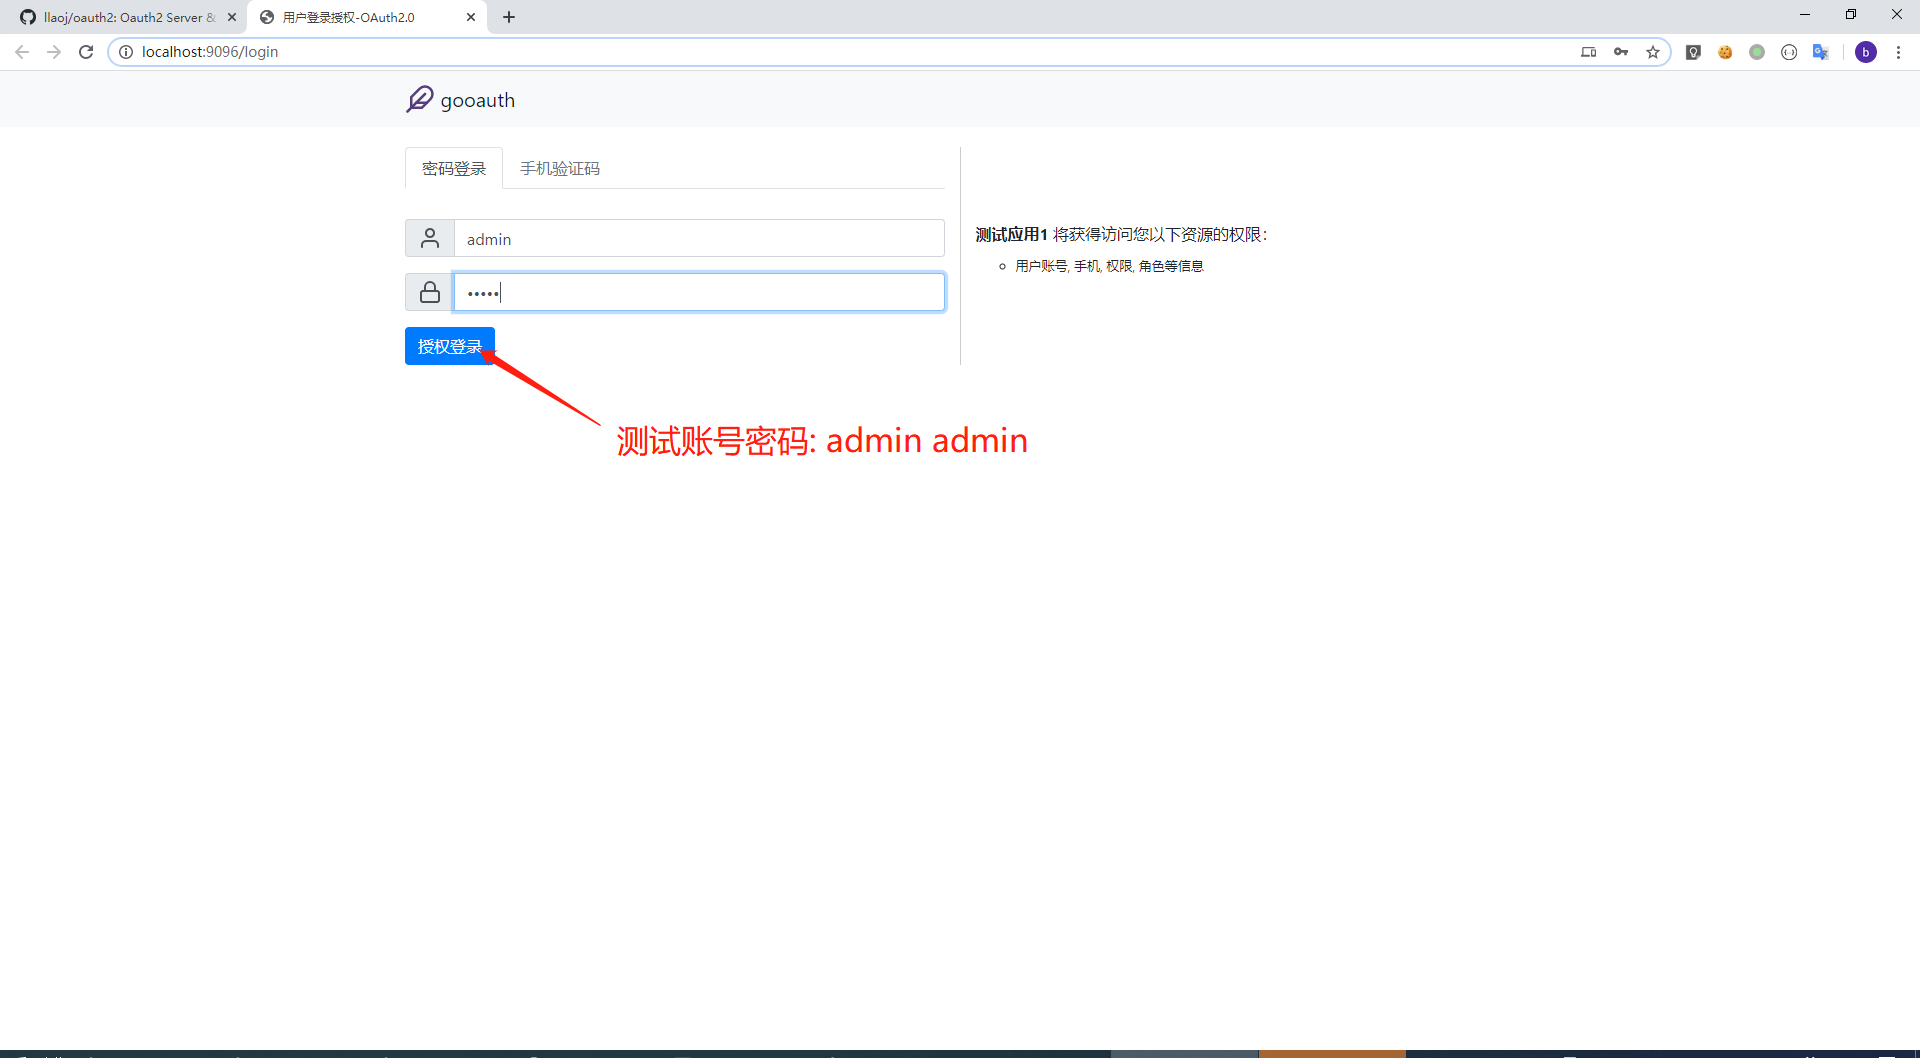 llaoj/oauth2: Oauth2 Server &
用户登录授权-OAuth2.0
localhost:9096/login
b
gooauth
密码登录
手机验证码
admin
•••••
授权登录
测试应用1 将获得访问您以下资源的权限：
用户账号, 手机, 权限, 角色等信息
测试账号密码: admin admin